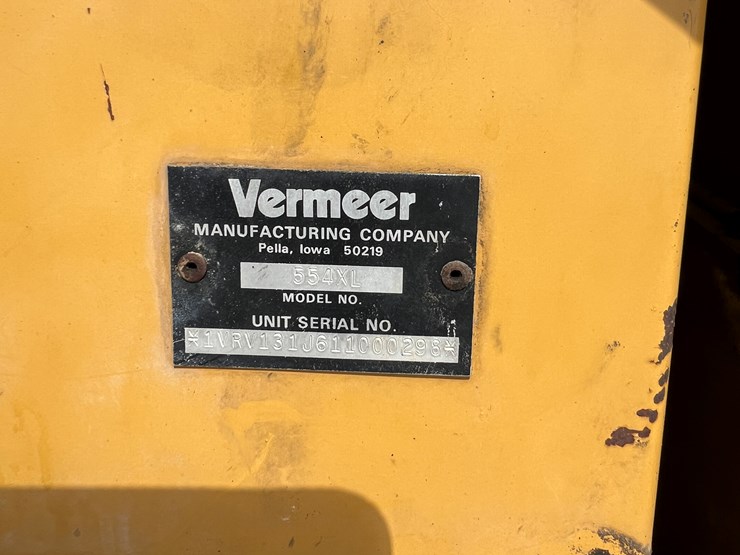 Vermeer
MANUFACTURING COMPANY
Pella, Iowa 50219
554XL
MODEL NO.
UNIT SERIAL NO.
*1VRV131J611000298*